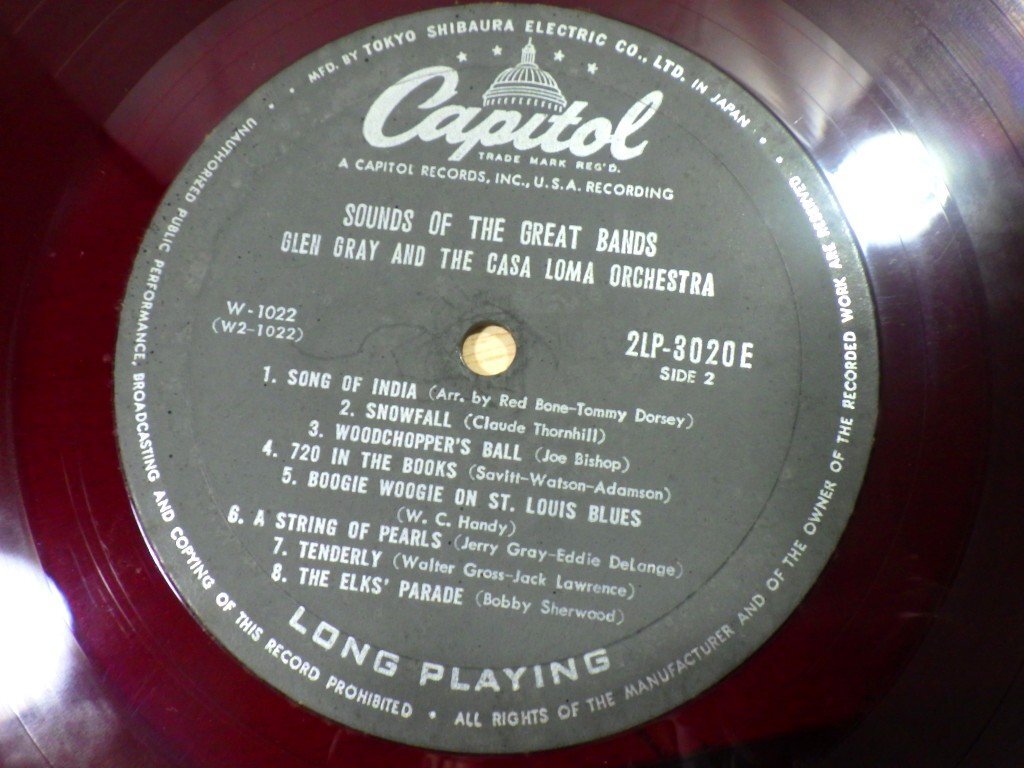 MFD. BY TOKYO SHIBAURA ELECTRIC CO., LTD. IN JAPAN
Capitol
TRADE MARK REG'D.
A CAPITOL RECORDS, INC., U.S.A. RECORDING
SOUNDS OF THE GREAT BANDS
GLEN GRAY AND THE CASA LOMA ORCHESTRA
W-1022
(W2-1022)
2LP-3020E
SIDE 2
1. SONG OF INDIA (Arr. by Red Bone-Tommy Dorsey)
2. SNOWFALL (Claude Thornhill)
3. WOODCHOPPER'S BALL (Joe Bishop)
4. 720 IN THE BOOKS (Savitt-Watson-Adamson)
5. BOOGIE WOOGIE ON ST. LOUIS BLUES
(W. C. Handy)
6. A STRING OF PEARLS (Jerry Gray-Eddie DeLange)
7. TENDERLY (Walter Gross-Jack Lawrence)
8. THE ELKS' PARADE (Bobby Sherwood)
LONG PLAYING
UNAUTHORIZED PUBLIC PERFORMANCE, BROADCASTING AND COPYING OF THIS RECORD PROHIBITED • ALL RIGHTS OF THE MANUFACTURER AND OF THE OWNER OF THE RECORDED WORK ARE RESERVED